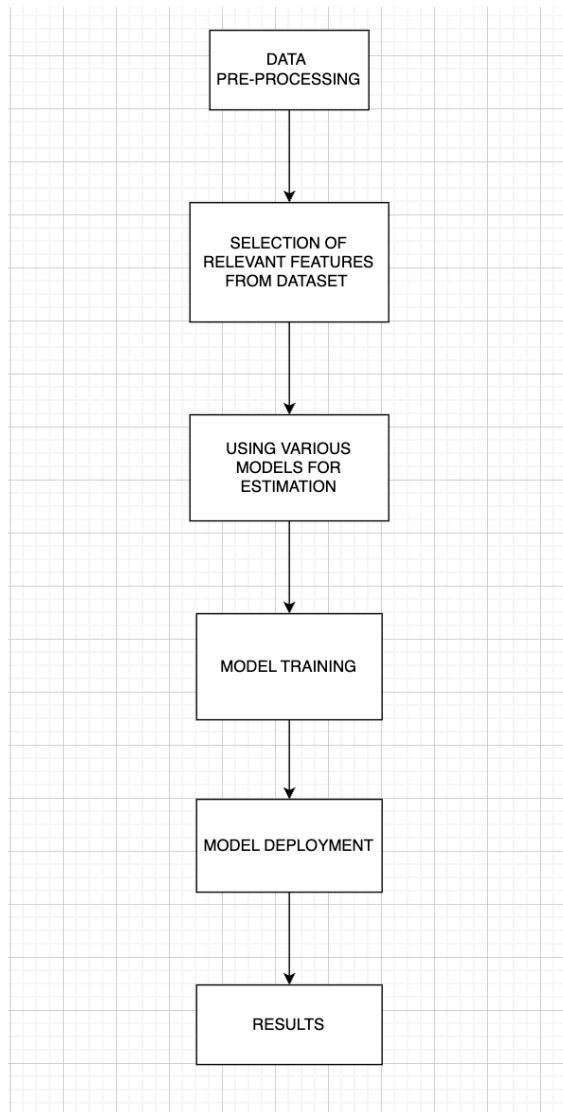 DATA
PRE-PROCESSING
SELECTION OF
RELEVANT FEATURES
FROM DATASET
USING VARIOUS
MODELS FOR
ESTIMATION
MODEL TRAINING
MODEL DEPLOYMENT
RESULTS